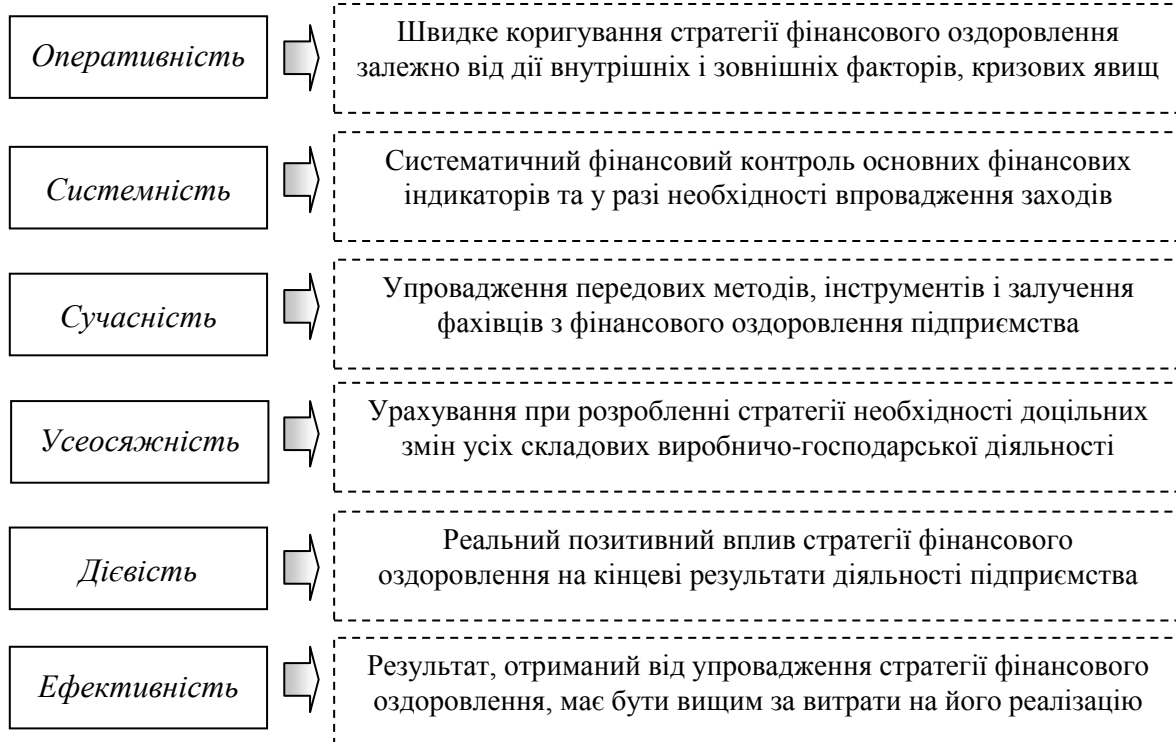 Оперативність
Швидке коригування стратегії фінансового оздоровлення
залежно від дії внутрішніх і зовнішніх факторів, кризових явищ
Системність
Систематичний фінансовий контроль основних фінансових
індикаторів та у разі необхідності впровадження заходів
Сучасність
Упровадження передових методів, інструментів і залучення
фахівців з фінансового оздоровлення підприємства
Усеосяжність
Урахування при розробленні стратегії необхідності доцільних
змін усіх складових виробничо-господарської діяльності
Дієвість
Реальний позитивний вплив стратегії фінансового
оздоровлення на кінцеві результати діяльності підприємства
Ефективність
Результат, отриманий від упровадження стратегії фінансового
оздоровлення, має бути вищим за витрати на його реалізацію